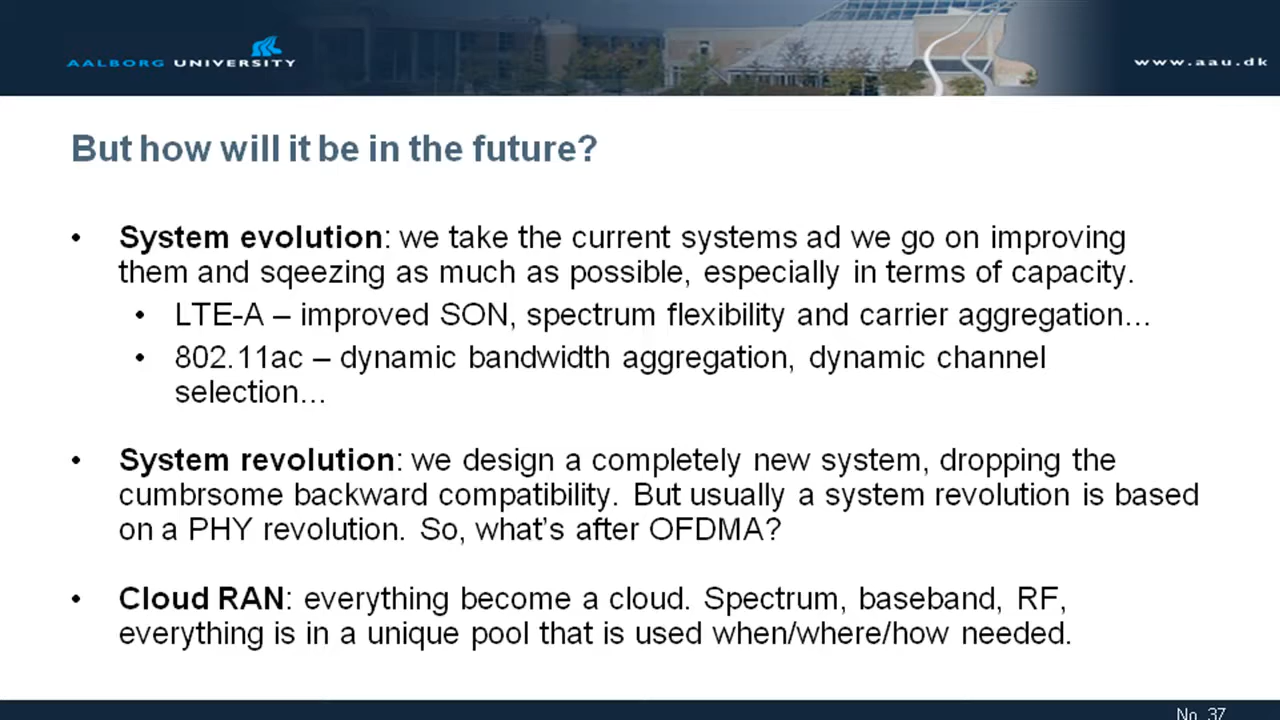 AALBORG UNIVERSITY
www.aau.dk
But how will it be in the future?
• System evolution: we take the current systems ad we go on improving
them and sqeezing as much as possible, especially in terms of capacity.
• LTE-A – improved SON, spectrum flexibility and carrier aggregation...
• 802.11ac – dynamic bandwidth aggregation, dynamic channel
selection...
• System revolution: we design a completely new system, dropping the
cumbrsome backward compatibility. But usually a system revolution is based
on a PHY revolution. So, what's after OFDMA?
• Cloud RAN: everything become a cloud. Spectrum, baseband, RF,
everything is in a unique pool that is used when/where/how needed.
No. 37